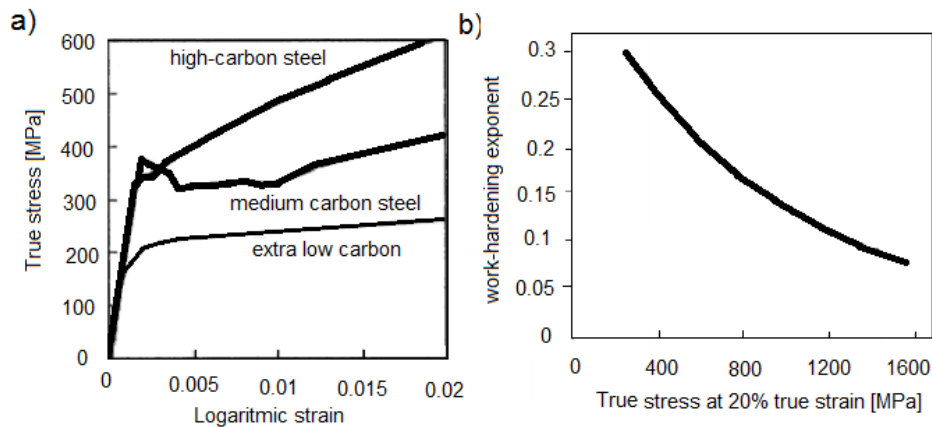 a)
600
500
400
300
200
100
0
True stress [MPa]
high-carbon steel
medium carbon steel
extra low carbon
0
0.005
0.01
0.015
0.02
Logaritmic strain
b)
0.3
0.25
0.2
0.15
0.1
0.05
0
work-hardening exponent
0
400
800
1200
1600
True stress at 20% true strain [MPa]